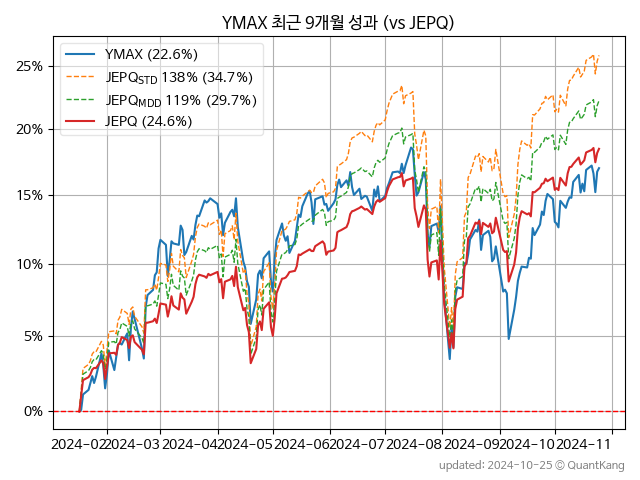 YMAX 최근 9개월 성과 (vs JEPQ)
YMAX (22.6%)
JEPQSTD 138% (34.7%)
JEPQMDD 119% (29.7%)
JEPQ (24.6%)
25%
20%
15%
10%
5%
0%
2024-02 2024-03 2024-04 2024-05 2024-06 2024-07 2024-08 2024-09 2024-10 2024-11
updated: 2024-10-25 © QuantKang